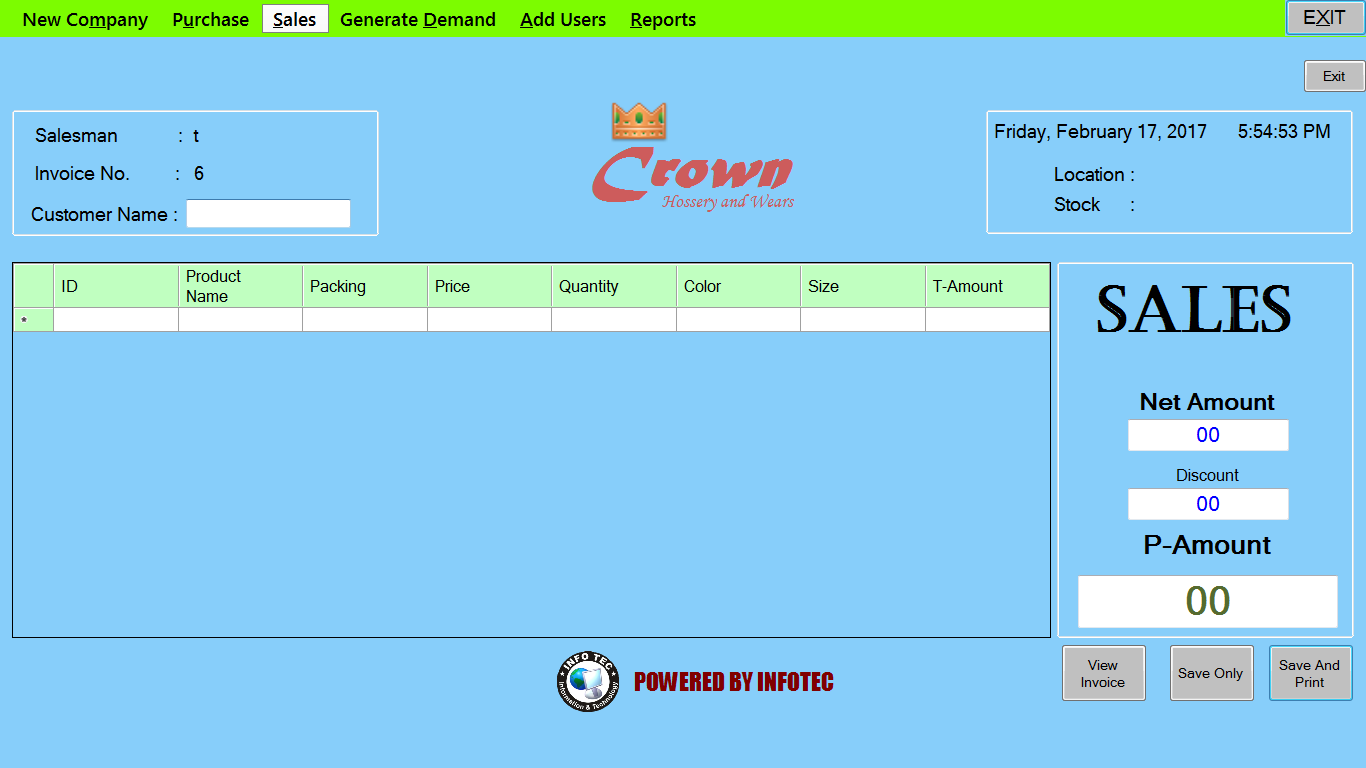 New Company Purchase Sales Generate Demand Add Users Reports EXIT
Exit
Salesman : t
Invoice No. : 6
Customer Name :
Crown
Hossery and Wears
Friday, February 17, 2017 5:54:53 PM
Location :
Stock :
ID Product Name Packing Price Quantity Color Size T-Amount
*
SALES
Net Amount
00
Discount
00
P-Amount
00
INFO TEC
Information & Technology
POWERED BY INFOTEC
View Invoice
Save Only
Save And Print